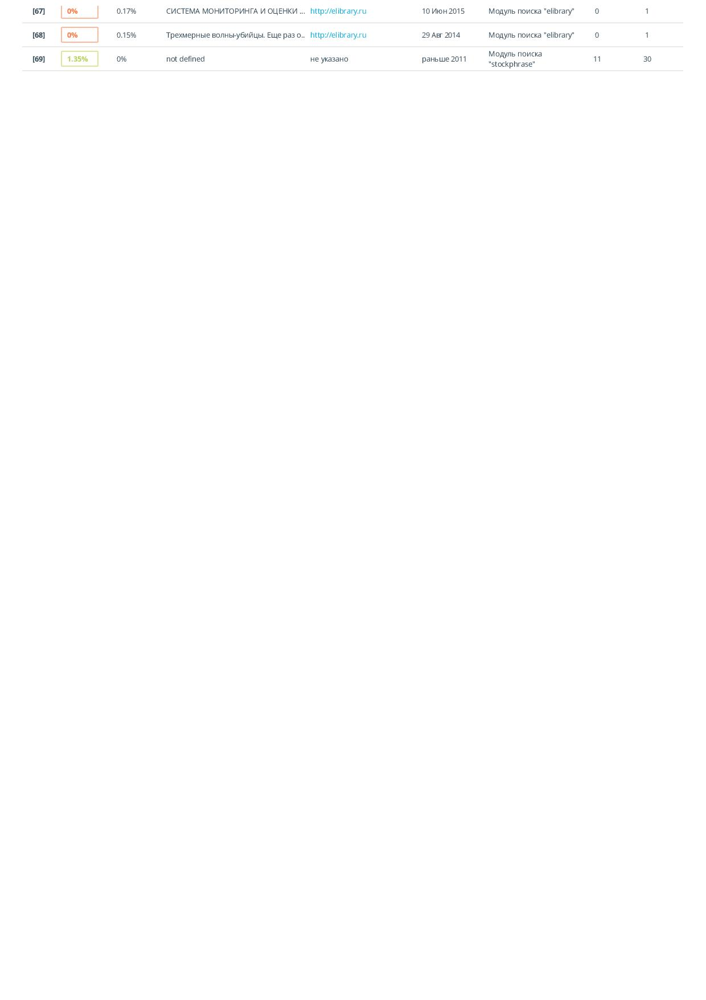 [67] 0% 0.17% СИСТЕМА МОНИТОРИНГА И ОЦЕНКИ ... http://elibrary.ru 10 Июн 2015 Модуль поиска "elibrary" 0 1
[68] 0% 0.15% Трехмерные волны-убийцы. Еще раз о.. http://elibrary.ru 29 Авг 2014 Модуль поиска "elibrary" 0 1
[69] 1.35% 0% not defined не указано раньше 2011 Модуль поиска
"stockphrase" 11 30